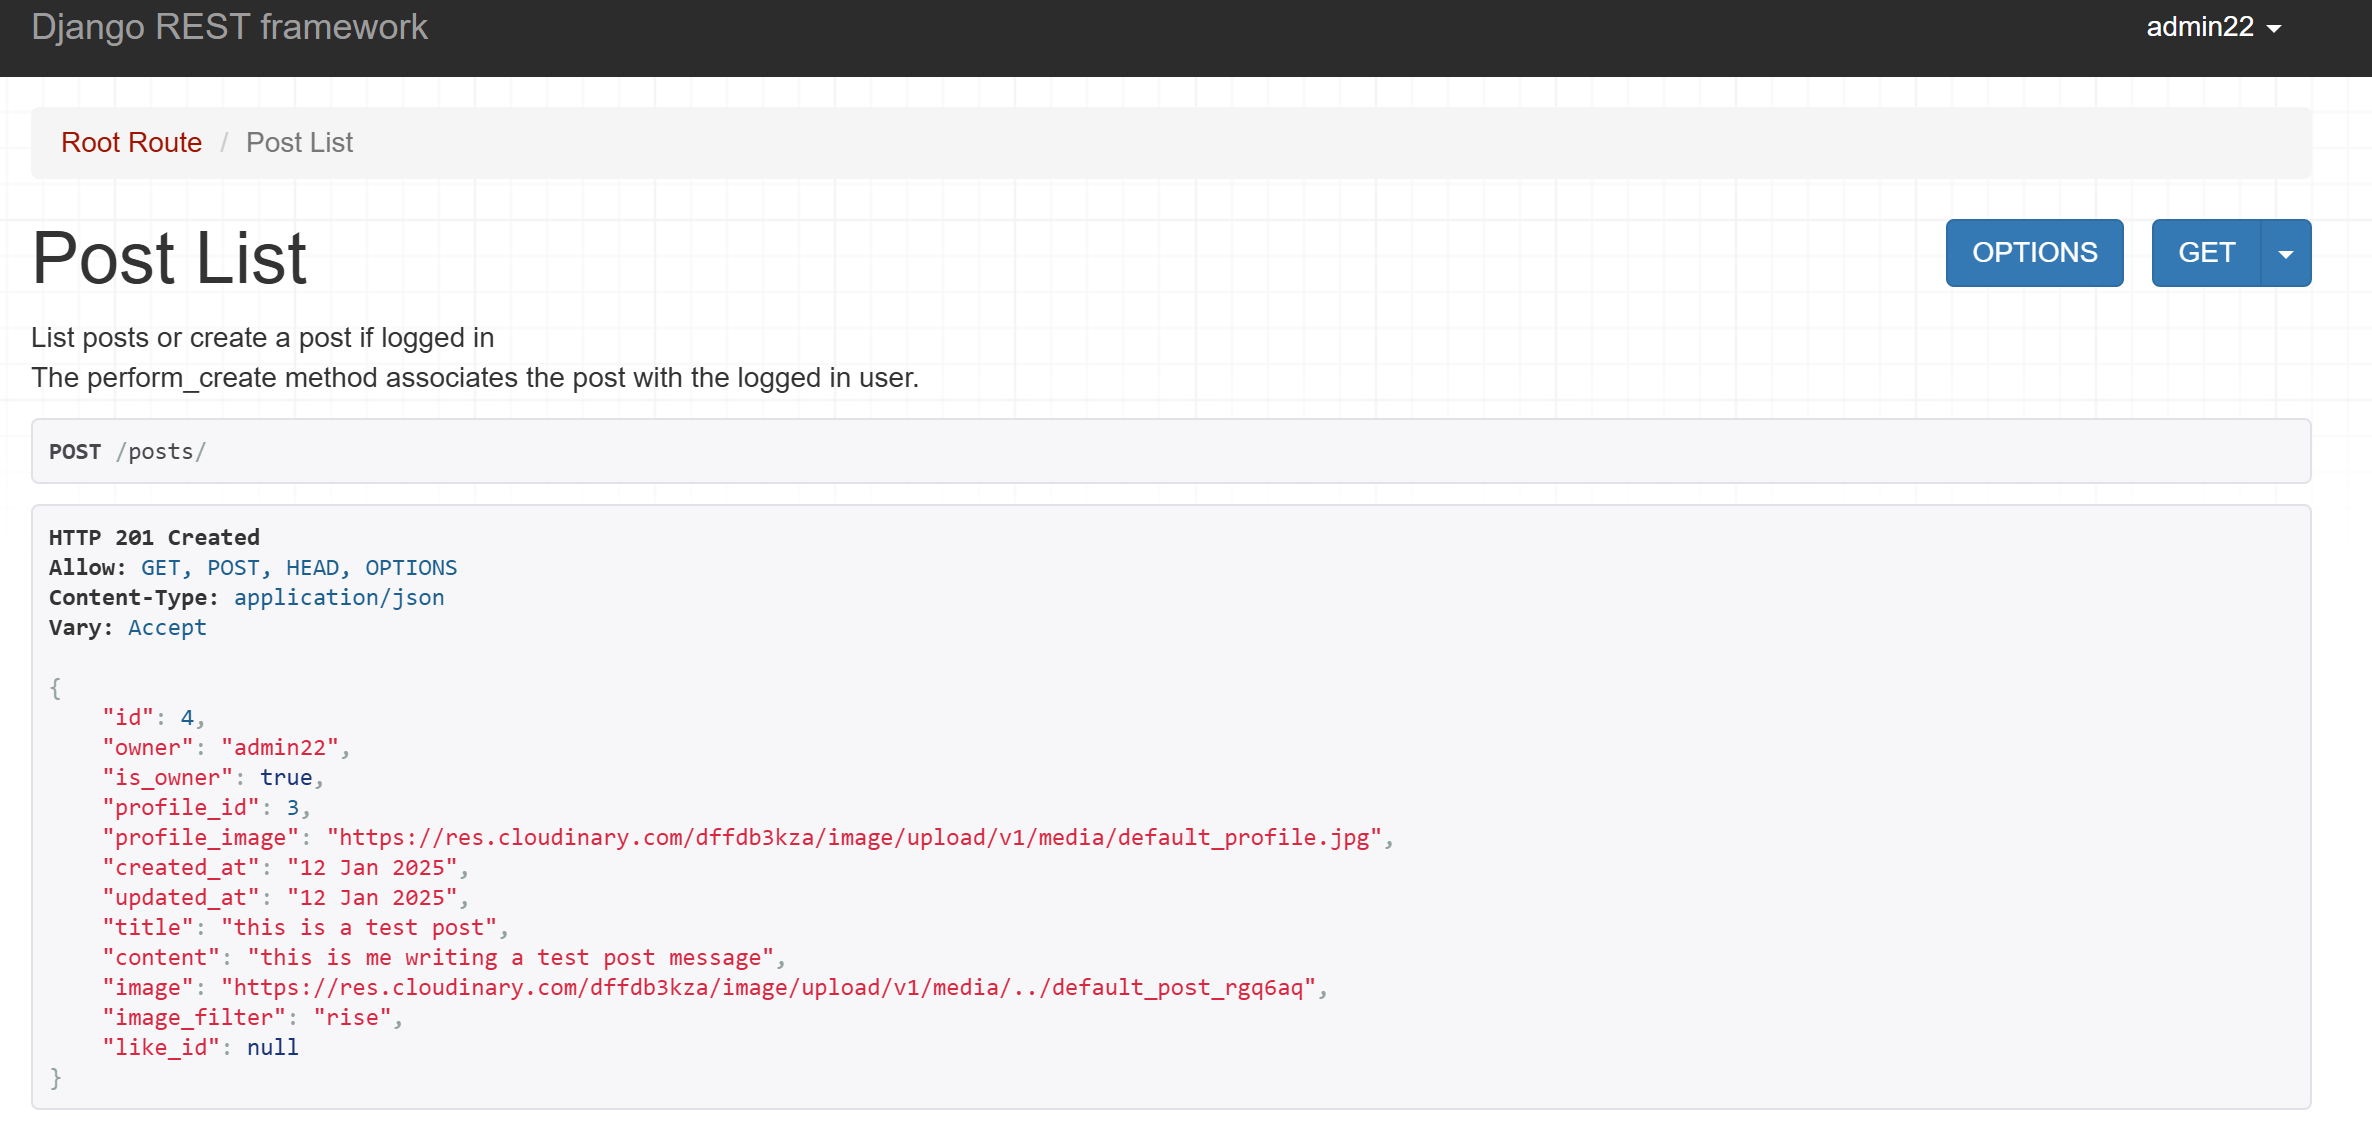 Django REST framework
admin22
Root Route / Post List
Post List
OPTIONS
GET
List posts or create a post if logged in
The perform_create method associates the post with the logged in user.
POST /posts/
HTTP 201 Created
Allow: GET, POST, HEAD, OPTIONS
Content-Type: application/json
Vary: Accept
{
    "id": 4,
    "owner": "admin22",
    "is_owner": true,
    "profile_id": 3,
    "profile_image": "https://res.cloudinary.com/dffdb3kza/image/upload/v1/media/default_profile.jpg",
    "created_at": "12 Jan 2025",
    "updated_at": "12 Jan 2025",
    "title": "this is a test post",
    "content": "this is me writing a test post message",
    "image": "https://res.cloudinary.com/dffdb3kza/image/upload/v1/media/../default_post_rgq6aq",
    "image_filter": "rise",
    "like_id": null
}